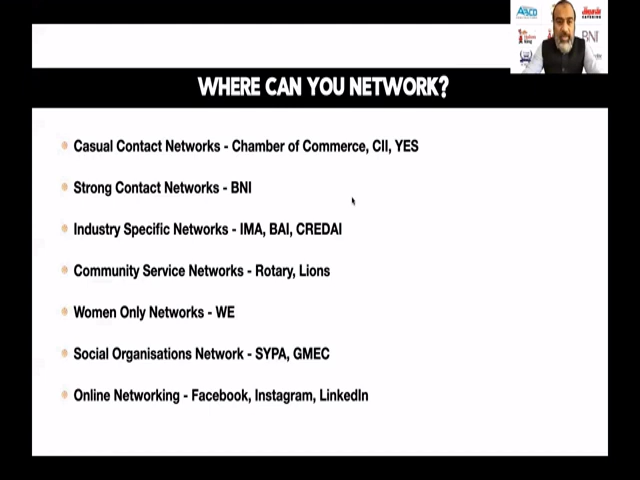 AASCO
BNI
WHERE CAN YOU NETWORK?
Casual Contact Networks - Chamber of Commerce, CII, YES
Strong Contact Networks - BNI
Industry Specific Networks - IMA, BAI, CREDAI
Community Service Networks - Rotary, Lions
Women Only Networks - WE
Social Organisations Network - SYPA, GMEC
Online Networking - Facebook, Instagram, LinkedIn